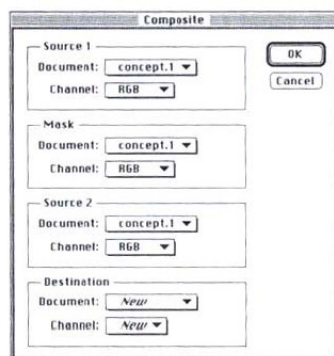 Composite
Source 1
Document: concept.1
Channel: RGB
OK
Cancel
Mask
Document: concept.1
Channel: RGB
Source 2
Document: concept.1
Channel: RGB
Destination
Document: New
Channel: New